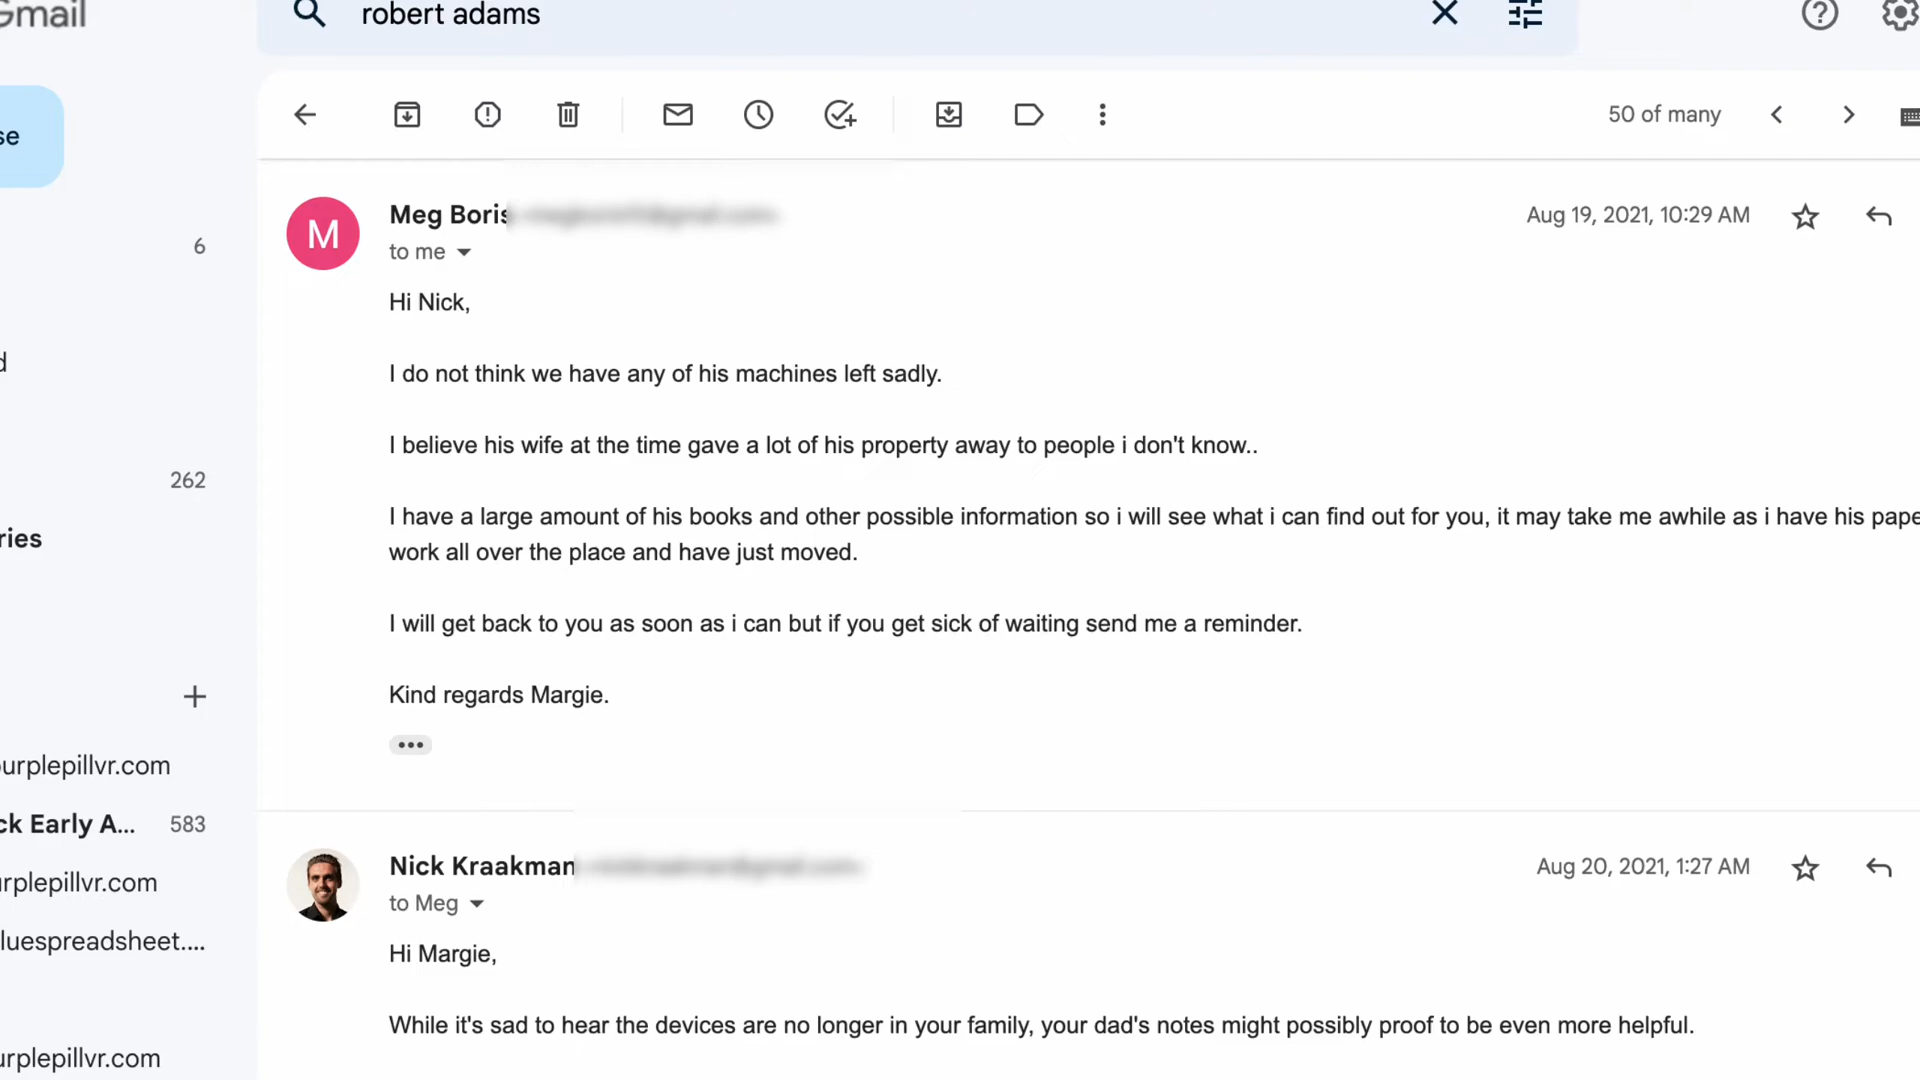 Gmail
robert adams
se
50 of many
6
d
262
ries
urplepillvr.com
ck Early A... 583
urplepillvr.com
luespreadsheet....
urplepillvr.com
M
Meg Boris
Aug 19, 2021, 10:29 AM
to me
Hi Nick,
I do not think we have any of his machines left sadly.
I believe his wife at the time gave a lot of his property away to people i don't know..
I have a large amount of his books and other possible information so i will see what i can find out for you, it may take me awhile as i have his pape
work all over the place and have just moved.
I will get back to you as soon as i can but if you get sick of waiting send me a reminder.
Kind regards Margie.
Nick Kraakman
Aug 20, 2021, 1:27 AM
to Meg
Hi Margie,
While it's sad to hear the devices are no longer in your family, your dad's notes might possibly proof to be even more helpful.